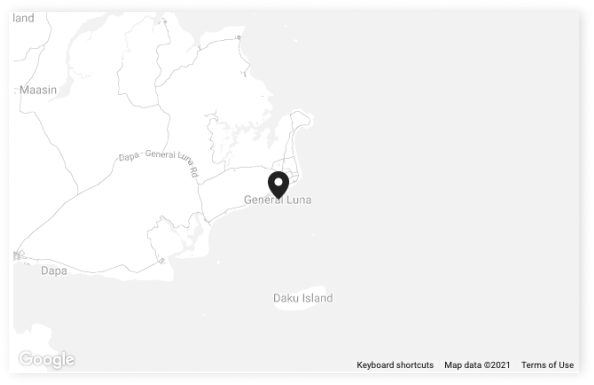 land
Maasin
Dapa - General Luna Rd
General Luna
Dapa
Daku Island
Google
Keyboard shortcuts Map data ©2021 Terms of Use